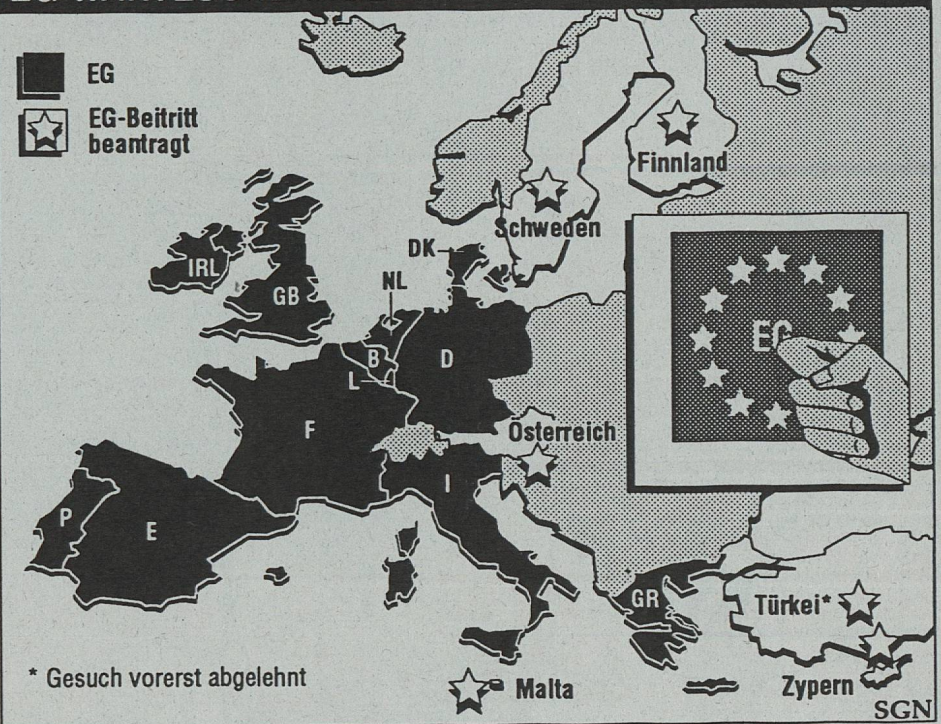 EG
EG-Beitritt
beantragt
Finnland
Schweden
DK
IRL
NL
GB
EG
B
D
L
Österreich
F
I
P
E
GR
Türkei*
* Gesuch vorerst abgelehnt
Malta
Zypern
SGN